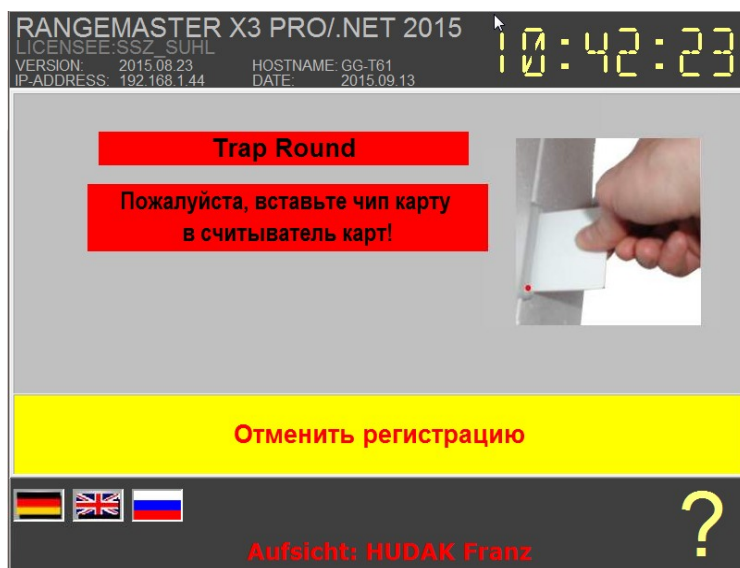 RANGEMASTER X3 PRO/.NET 2015
LICENSEE:SSZ_SUHL
VERSION: 2015.08.23 HOSTNAME: GG-T61
IP-ADDRESS: 192.168.1.44 DATE: 2015.09.13
10:42:23
Trap Round
Пожалуйста, вставьте чип карту
в считыватель карт!
Отменить регистрацию
Aufsicht: HUDAK Franz
?